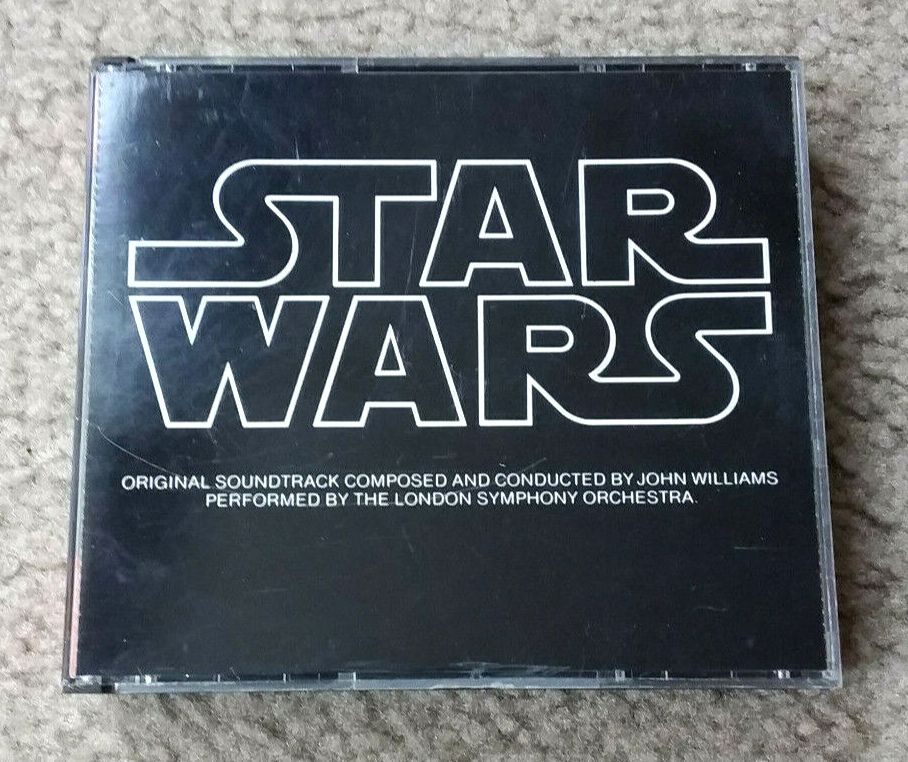 STAR
WARS
ORIGINAL SOUNDTRACK COMPOSED AND CONDUCTED BY JOHN WILLIAMS
PERFORMED BY THE LONDON SYMPHONY ORCHESTRA.